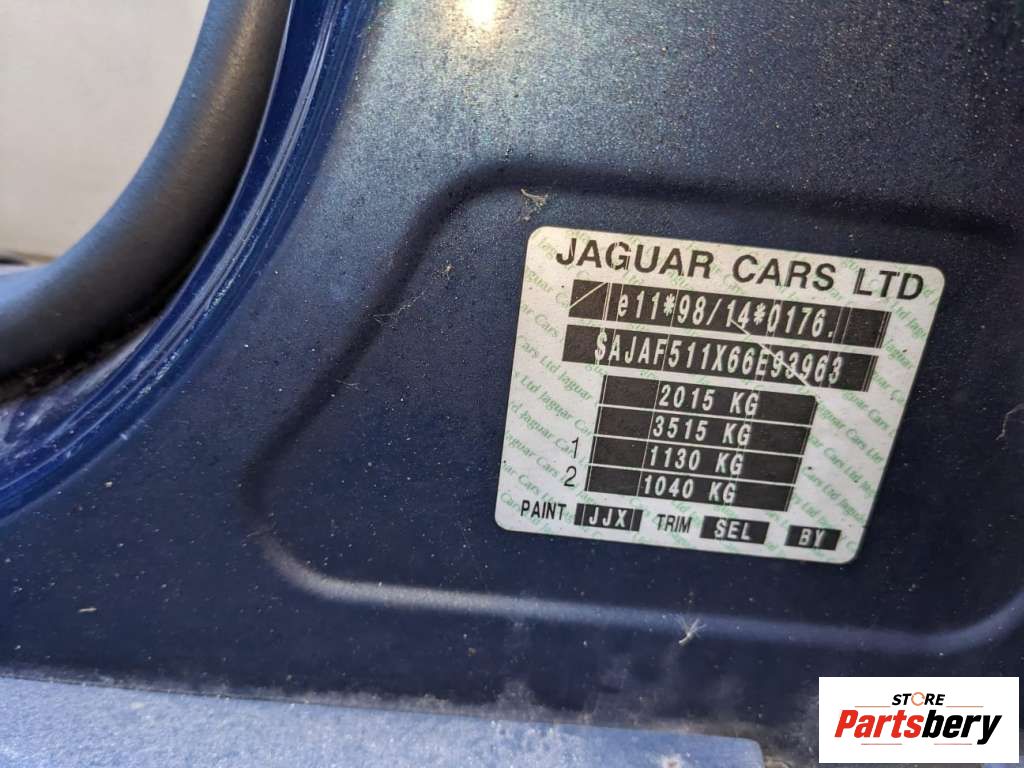 JAGUAR CARS LTD
e11*98/14*0176.
SAJAF511X66E93963
2015 KG
3515 KG
1 1130 KG
2 1040 KG
PAINT JJX TRIM SEL BY
STORE
Partsbery